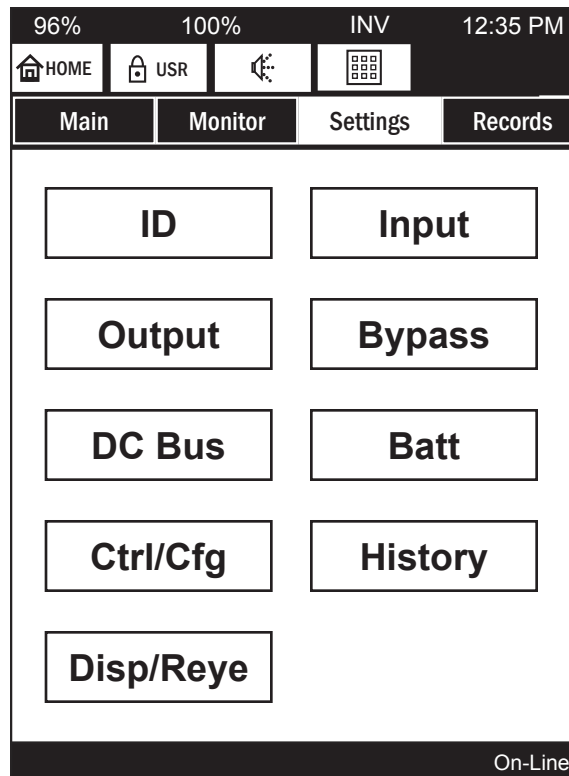 96% 100% INV 12:35 PM
HOME USR
Main Monitor Settings Records
ID Input
Output Bypass
DC Bus Batt
Ctrl/Cfg History
Disp/Reye
On-Line